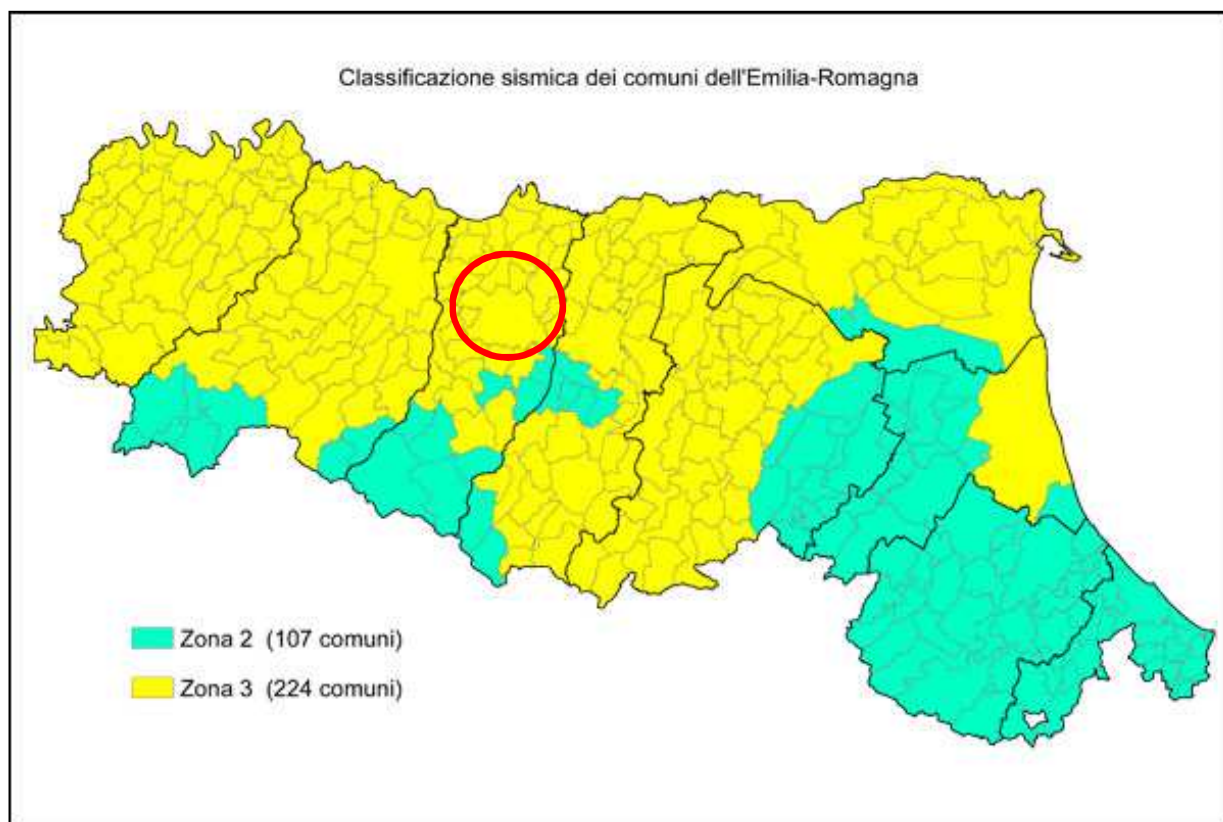 Classificazione sismica dei comuni dell'Emilia-Romagna
Zona 2 (107 comuni)
Zona 3 (224 comuni)